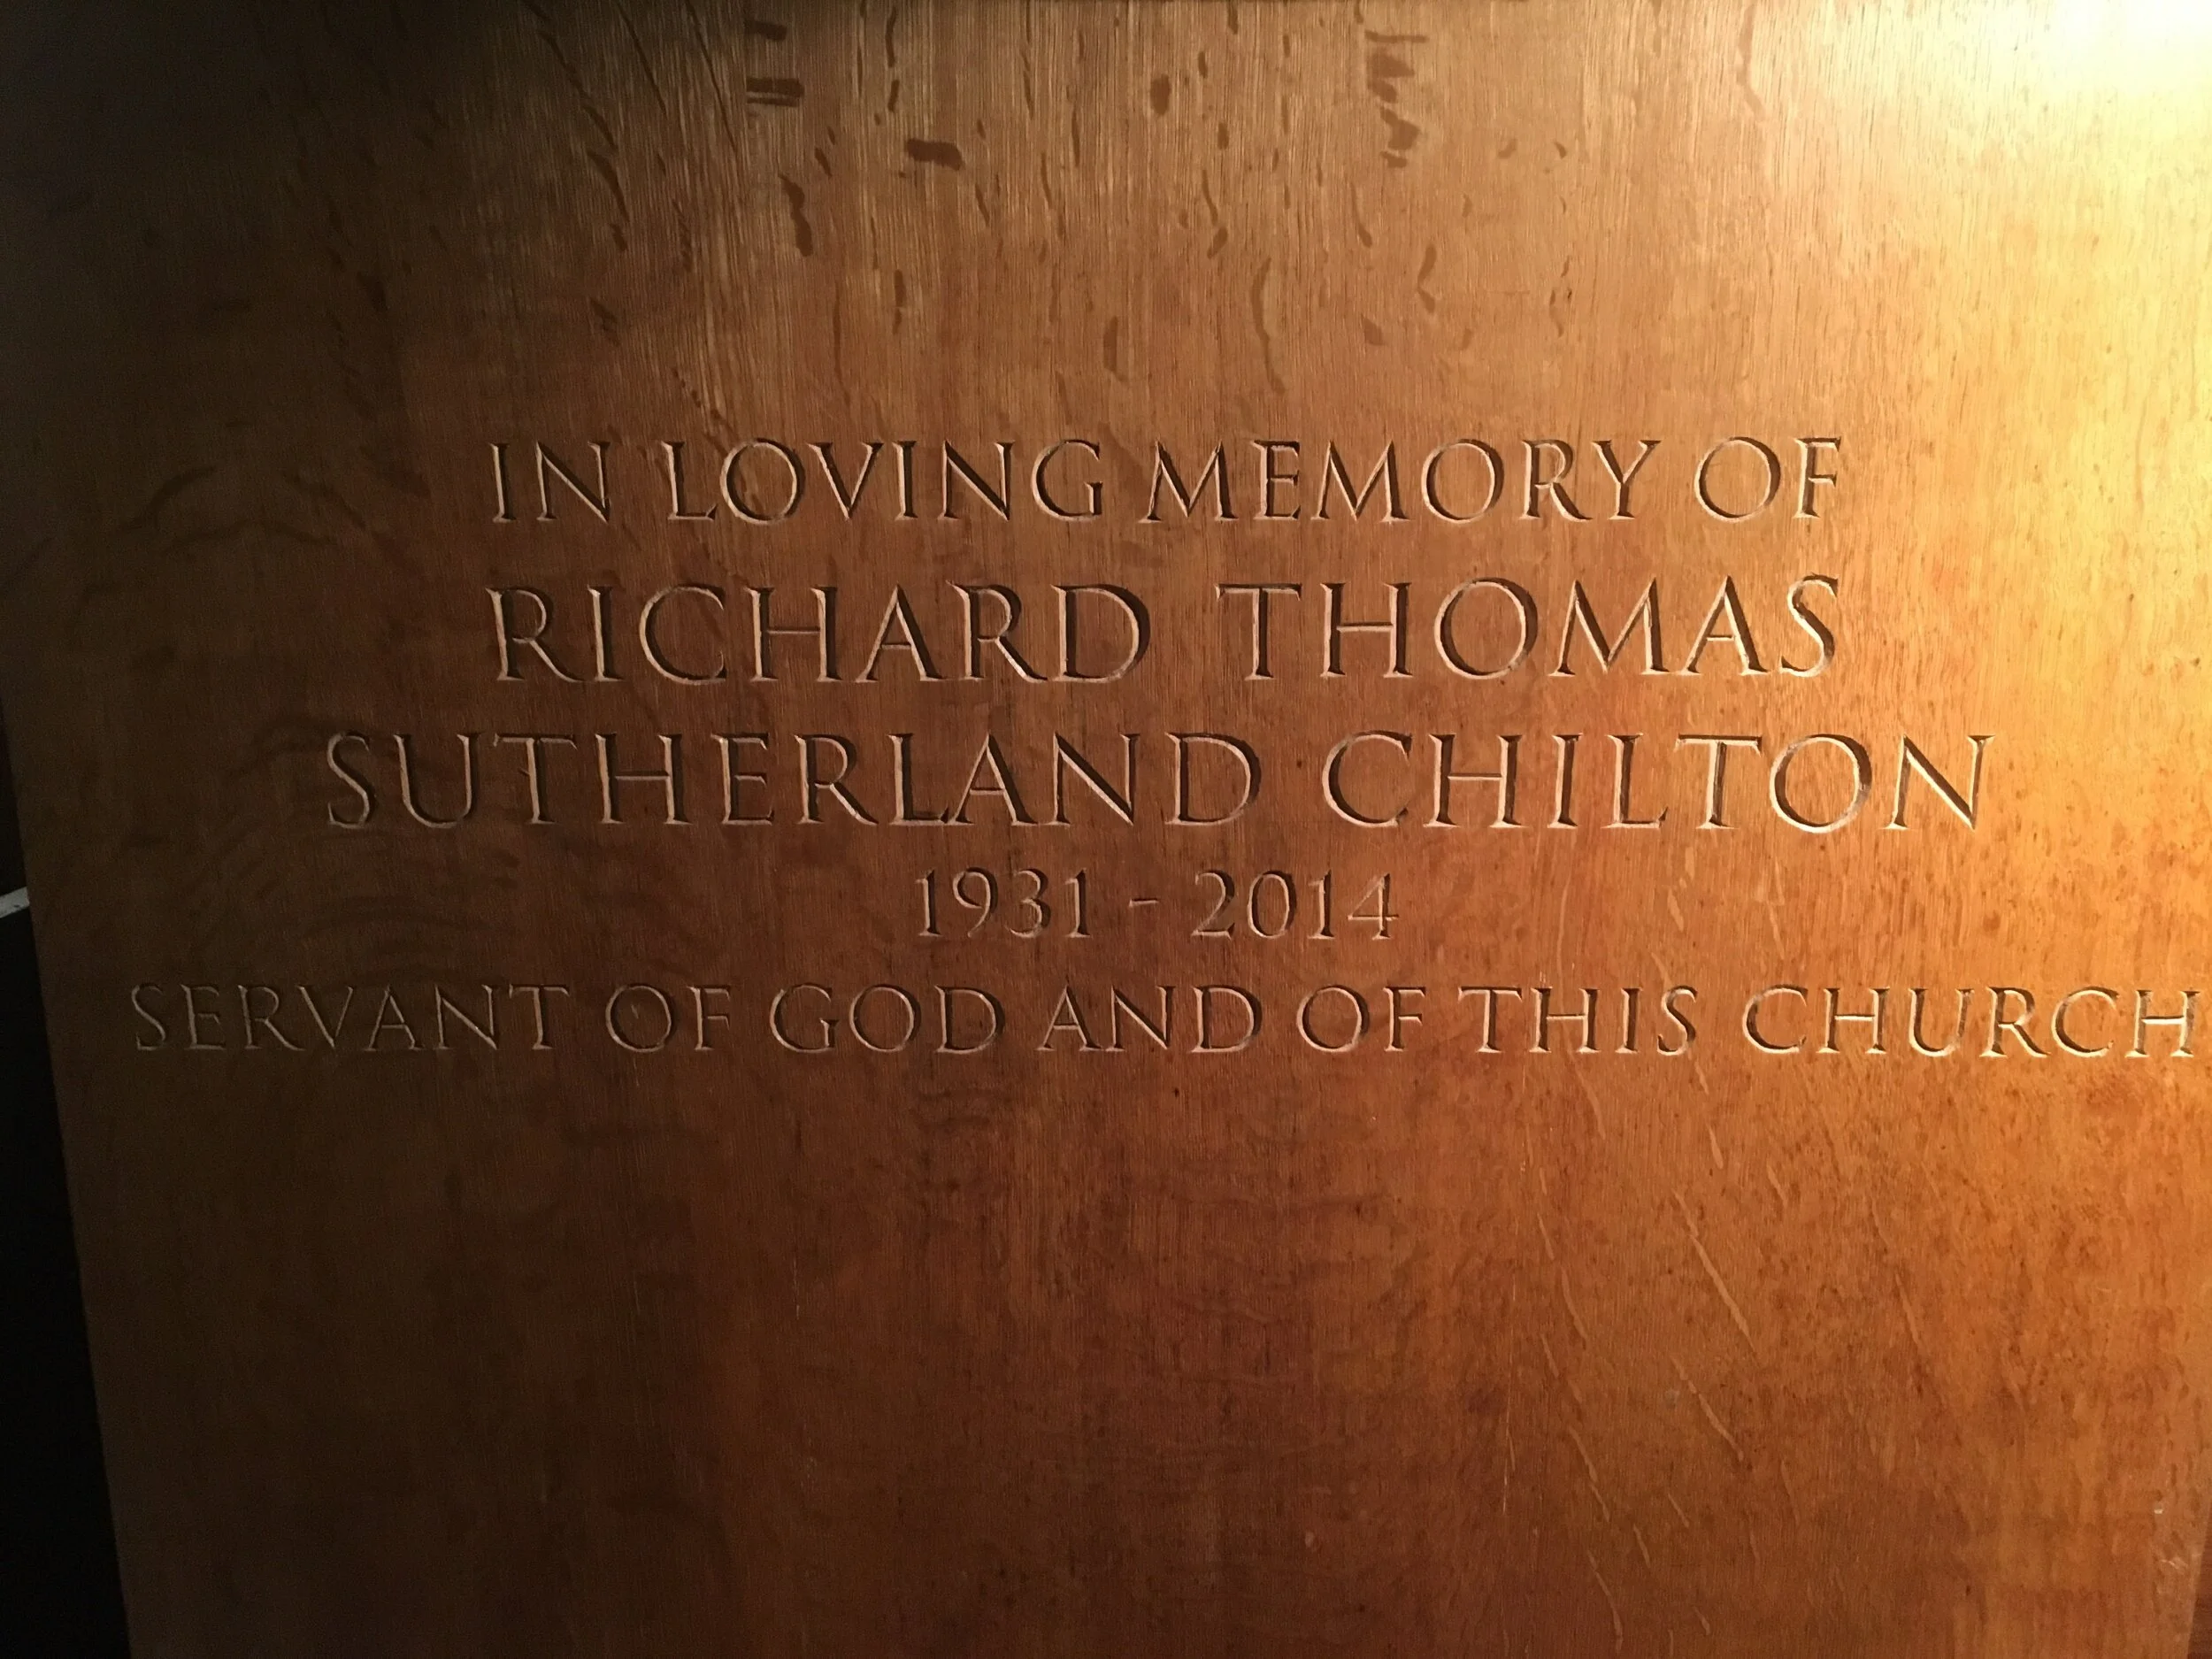 IN LOVING MEMORY OF
RICHARD THOMAS
SUTHERLAND CHILTON
1931 - 2014
SERVANT OF GOD AND OF THIS CHURCH